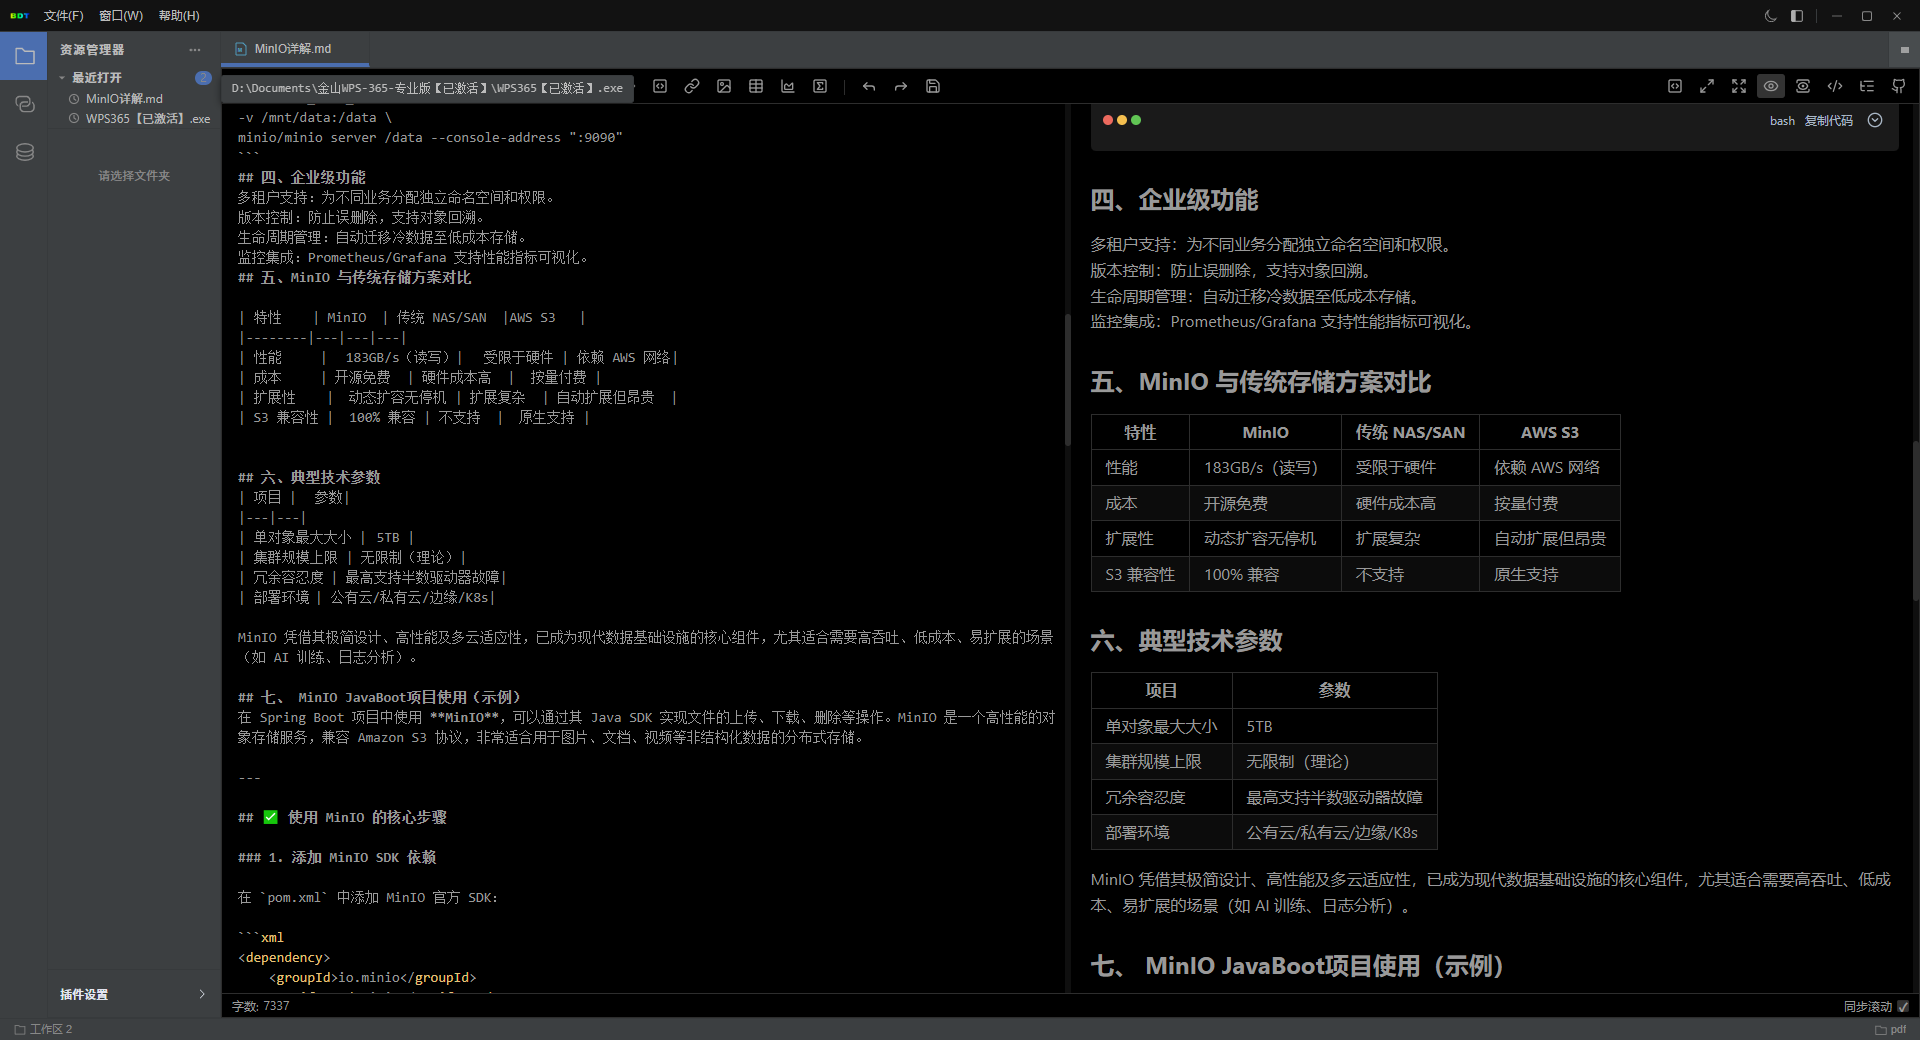 BDT 文件(F) 窗口(W) 帮助(H)
资源管理器
最近打开 2
MinIO详解.md
WPS365【已激活】.exe
请选择文件夹
插件设置
MinIO详解.md
D:\Documents\金山WPS-365-专业版【已激活】\WPS365【已激活】.exe
-v /mnt/data:/data \
minio/minio server /data --console-address ":9090"
```
## 四、企业级功能
多租户支持：为不同业务分配独立命名空间和权限。
版本控制：防止误删除，支持对象回溯。
生命周期管理：自动迁移冷数据至低成本存储。
监控集成：Prometheus/Grafana 支持性能指标可视化。
## 五、MinIO 与传统存储方案对比
| 特性 | MinIO | 传统 NAS/SAN |AWS S3 |
|--------|---|---|---|
| 性能 | 183GB/s（读写）| 受限于硬件 | 依赖 AWS 网络|
| 成本 | 开源免费 | 硬件成本高 | 按量付费 |
| 扩展性 | 动态扩容无停机 | 扩展复杂 | 自动扩展但昂贵 |
| S3 兼容性 | 100% 兼容 | 不支持 | 原生支持 |
## 六、典型技术参数
| 项目 | 参数|
|---|---|
| 单对象最大大小 | 5TB |
| 集群规模上限 | 无限制（理论）|
| 冗余容忍度 | 最高支持半数驱动器故障|
| 部署环境 | 公有云/私有云/边缘/K8s|
MinIO 凭借其极简设计、高性能及多云适应性，已成为现代数据基础设施的核心组件，尤其适合需要高吞吐、低成本、易扩展的场景
（如 AI 训练、日志分析）。
## 七、 MinIO JavaBoot项目使用（示例）
在 Spring Boot 项目中使用 **MinIO**，可以通过其 Java SDK 实现文件的上传、下载、删除等操作。MinIO 是一个高性能的对
象存储服务，兼容 Amazon S3 协议，非常适合用于图片、文档、视频等非结构化数据的分布式存储。
---
## ✅ 使用 MinIO 的核心步骤
### 1. 添加 MinIO SDK 依赖
在 `pom.xml` 中添加 MinIO 官方 SDK：
```xml
<dependency>
<groupId>io.minio</groupId>
bash 复制代码
四、企业级功能
多租户支持：为不同业务分配独立命名空间和权限。
版本控制：防止误删除，支持对象回溯。
生命周期管理：自动迁移冷数据至低成本存储。
监控集成：Prometheus/Grafana 支持性能指标可视化。
五、MinIO 与传统存储方案对比
特性 MinIO 传统 NAS/SAN AWS S3
性能 183GB/s（读写） 受限于硬件 依赖 AWS 网络
成本 开源免费 硬件成本高 按量付费
扩展性 动态扩容无停机 扩展复杂 自动扩展但昂贵
S3 兼容性 100% 兼容 不支持 原生支持
六、典型技术参数
项目 参数
单对象最大大小 5TB
集群规模上限 无限制（理论）
冗余容忍度 最高支持半数驱动器故障
部署环境 公有云/私有云/边缘/K8s
MinIO 凭借其极简设计、高性能及多云适应性，已成为现代数据基础设施的核心组件，尤其适合需要高吞吐、低成
本、易扩展的场景（如 AI 训练、日志分析）。
七、 MinIO JavaBoot项目使用（示例）
字数: 7337
同步滚动
工作区 2
pdf